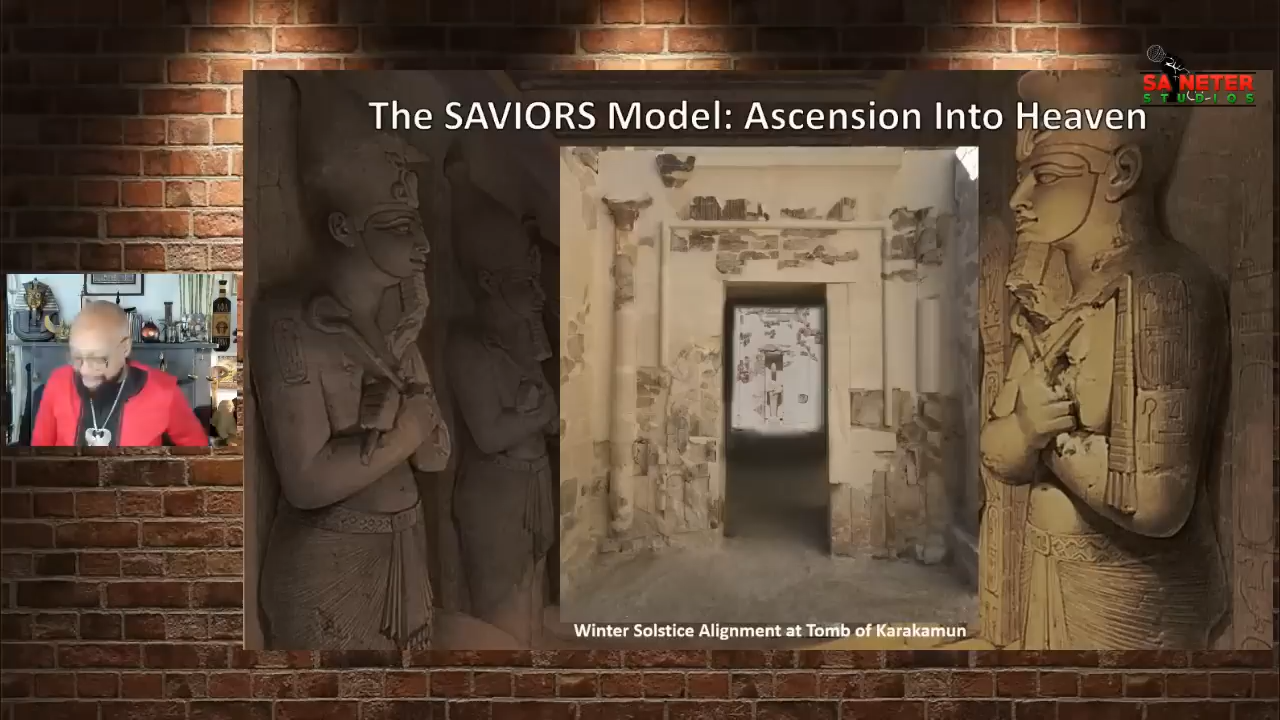 SA NETER
STUDIOS
The SAVIORS Model: Ascension Into Heaven
Winter Solstice Alignment at Tomb of Karakamun